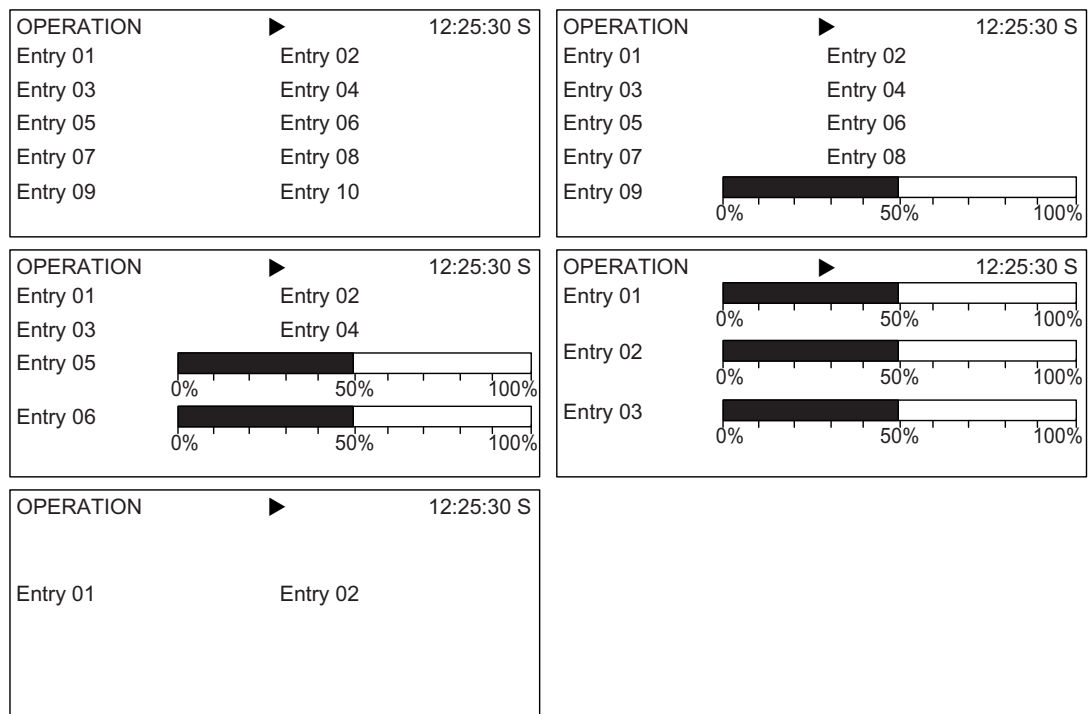 OPERATION ▶ 12:25:30 S
Entry 01 Entry 02
Entry 03 Entry 04
Entry 05 Entry 06
Entry 07 Entry 08
Entry 09 Entry 10
OPERATION ▶ 12:25:30 S
Entry 01 Entry 02
Entry 03 Entry 04
Entry 05 Entry 06
Entry 07 Entry 08
Entry 09
0% 50% 100%
OPERATION ▶ 12:25:30 S
Entry 01 Entry 02
Entry 03 Entry 04
Entry 05
0% 50% 100%
Entry 06
0% 50% 100%
OPERATION ▶ 12:25:30 S
Entry 01
0% 50% 100%
Entry 02
0% 50% 100%
Entry 03
0% 50% 100%
OPERATION ▶ 12:25:30 S
Entry 01 Entry 02